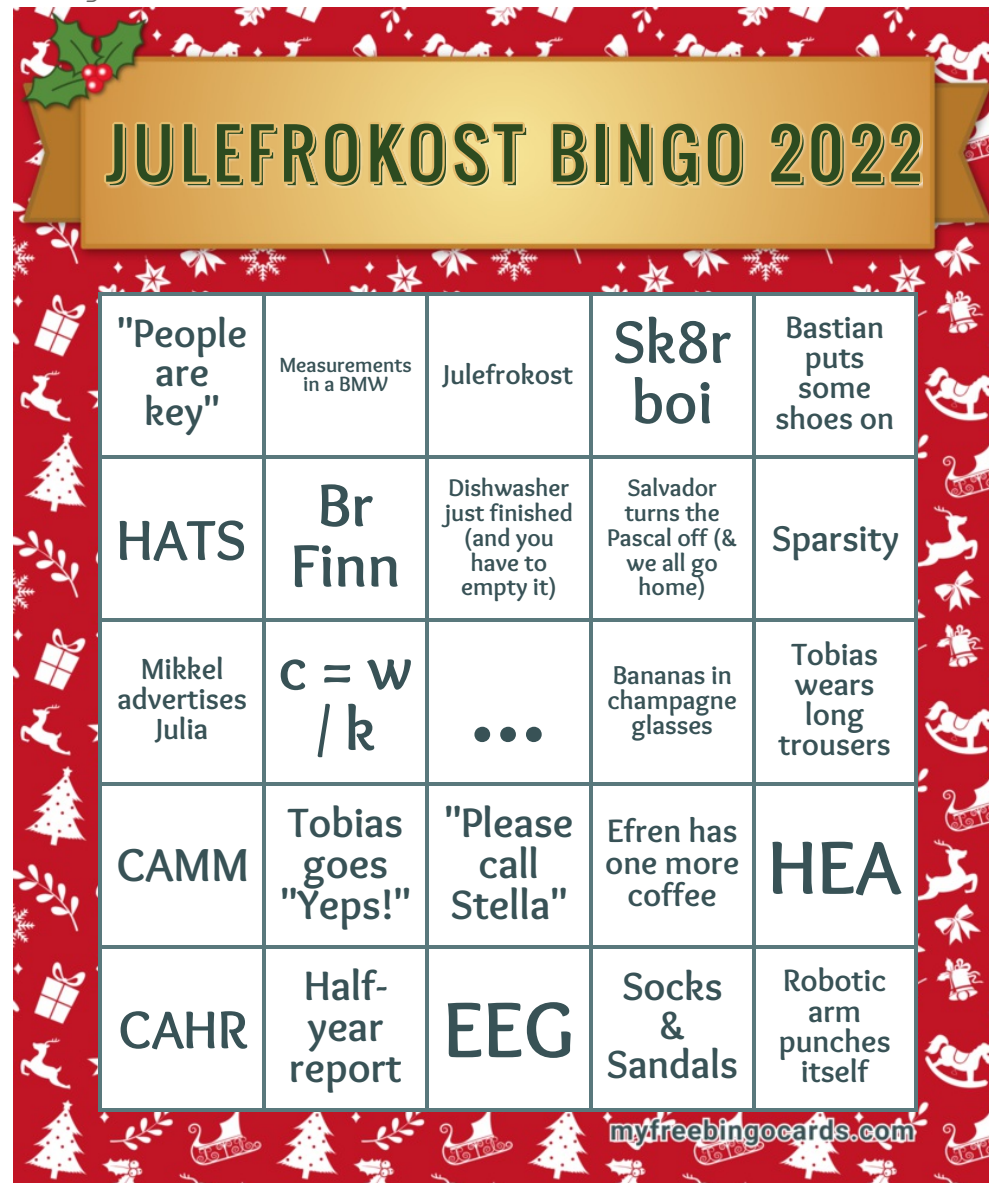 JULEFROKOST BINGO 2022
"People
are
key"
Measurements
in a BMW
Julefrokost
Sk8r
boi
Bastian
puts
some
shoes on
HATS
Br
Finn
Dishwasher
just finished
(and you
have to
empty it)
Salvador
turns the
Pascal off (&
we all go
home)
Sparsity
Mikkel
advertises
Julia
c = w
/ k
...
Bananas in
champagne
glasses
Tobias
wears
long
trousers
CAMM
Tobias
goes
"Yeps!"
"Please
call
Stella"
Efren has
one more
coffee
HEA
CAHR
Half-
year
report
EEG
Socks
&
Sandals
Robotic
arm
punches
itself
myfreebingocards.com